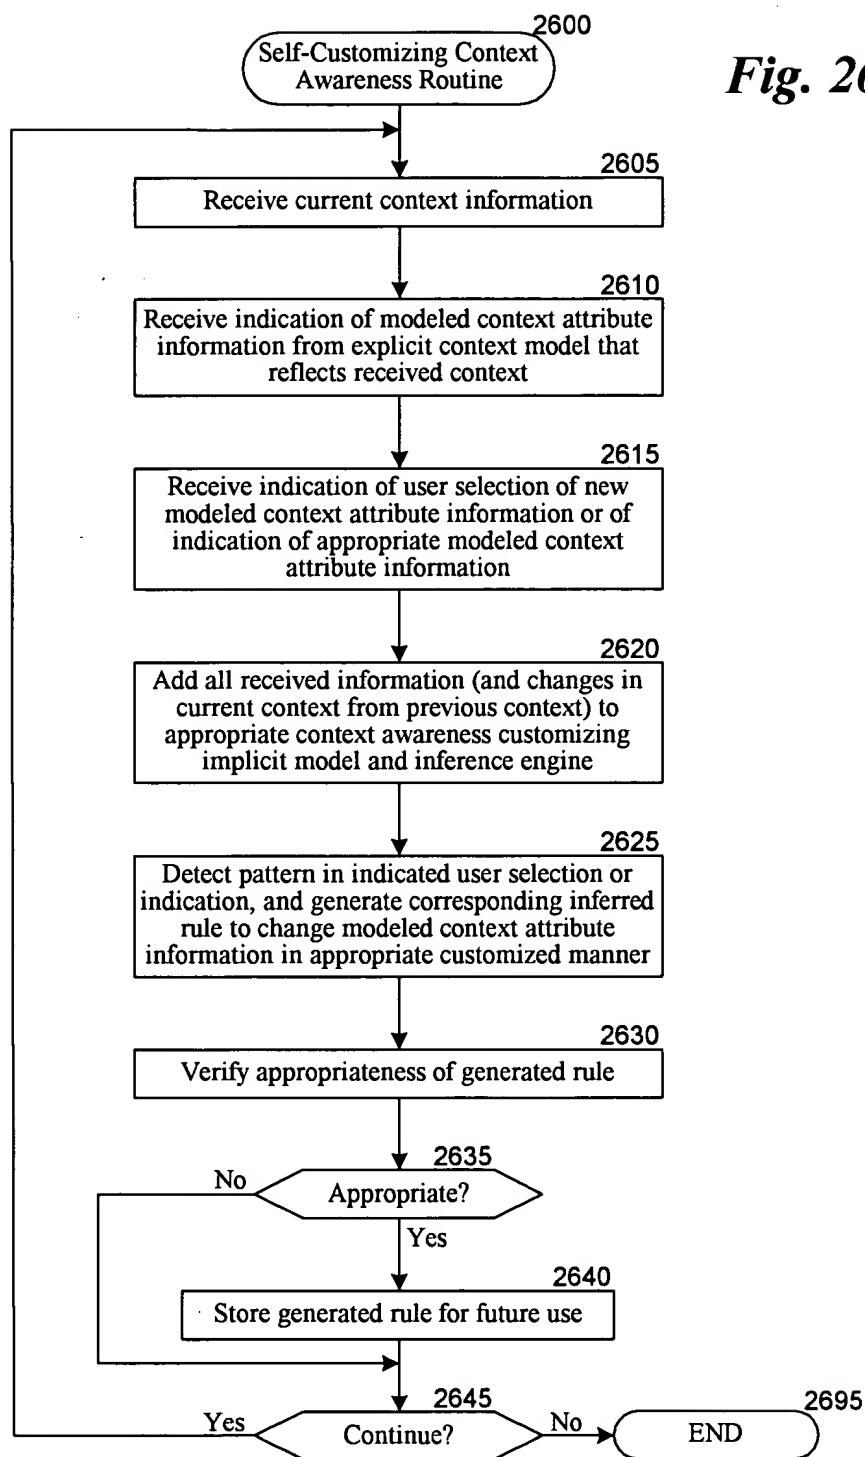 2600
Self-Customizing Context
Awareness Routine
Fig. 26
2605
Receive current context information
2610
Receive indication of modeled context attribute
information from explicit context model that
reflects received context
2615
Receive indication of user selection of new
modeled context attribute information or of
indication of appropriate modeled context
attribute information
2620
Add all received information (and changes in
current context from previous context) to
appropriate context awareness customizing
implicit model and inference engine
2625
Detect pattern in indicated user selection or
indication, and generate corresponding inferred
rule to change modeled context attribute
information in appropriate customized manner
2630
Verify appropriateness of generated rule
2635
No
Appropriate?
Yes
2640
Store generated rule for future use
2645
2695
Yes
Continue?
No
END